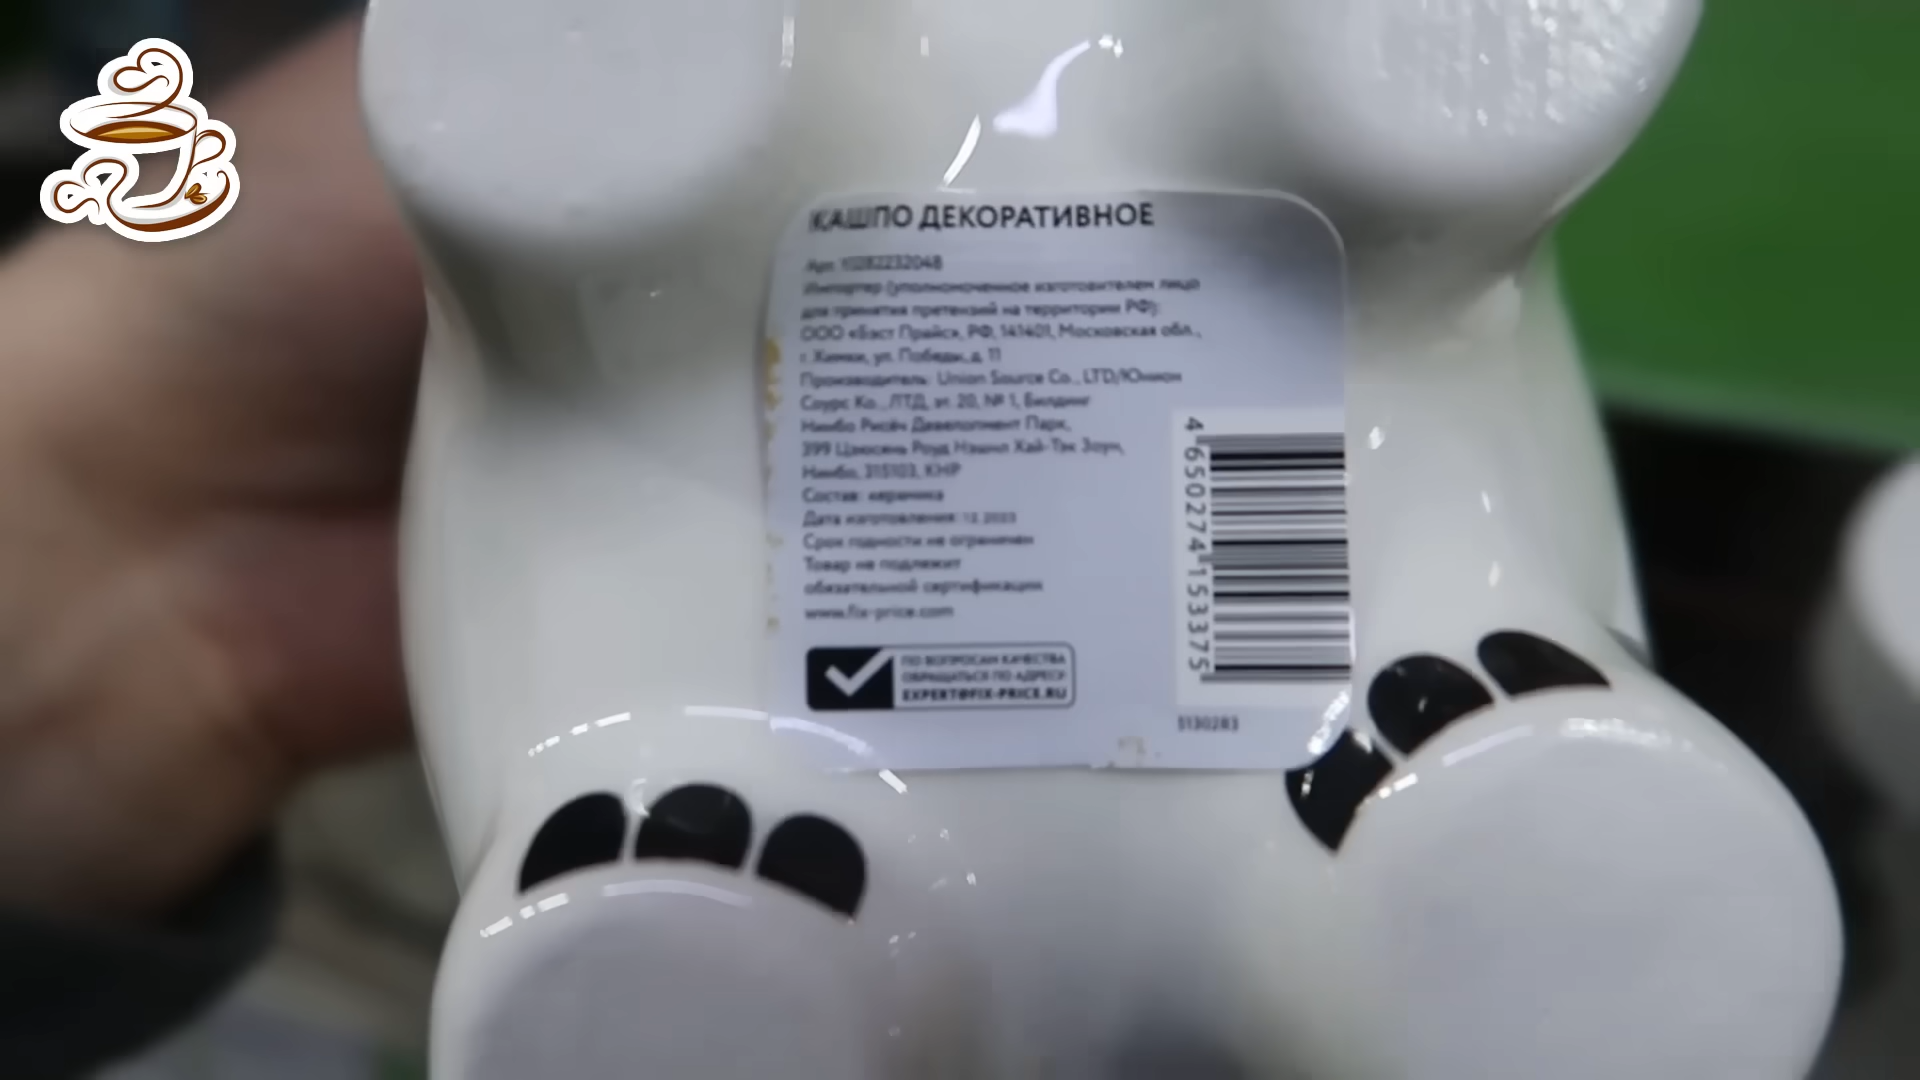 КАШПО ДЕКОРАТИВНОЕ
Арт. 10282232048
Импортер (уполномоченное изготовителем лицо
для принятия претензий на территории РФ):
ООО «Бэст Прайс», РФ, 141401, Московская обл.,
г. Химки, ул. Победы, д. 11
Производитель: Union Source Co., LTD/Юнион
Соурс Ко., ЛТД, эт. 20, № 1, Билдинг
Нинбо Рисёч Девелопмент Парк,
399 Цзюсянь Роуд Нэшнл Хай-Тэк Зоун,
Нинбо, 315103, КНР
Состав: керамика
Дата изготовления: 12.2023
Срок годности не ограничен
Товар не подлежит
обязательной сертификации
www.fix-price.com
ПО ВОПРОСАМ КАЧЕСТВА
ОБРАЩАТЬСЯ ПО АДРЕСУ:
EXPERT@FIX-PRICE.RU
4 650274 153375
5130283